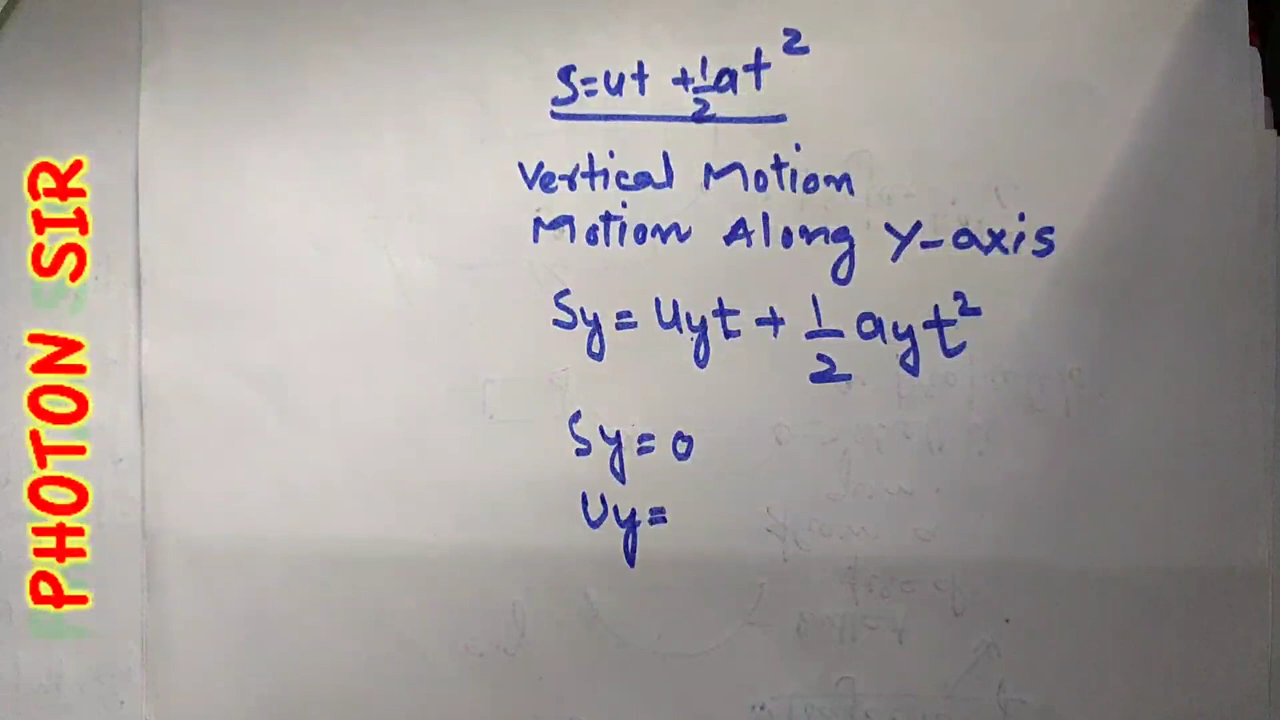 S=ut+½at²
Vertical Motion
Motion Along y-axis
Sy=Uyt+½ayt²
Sy=0
Uy=
PHOTON SIR